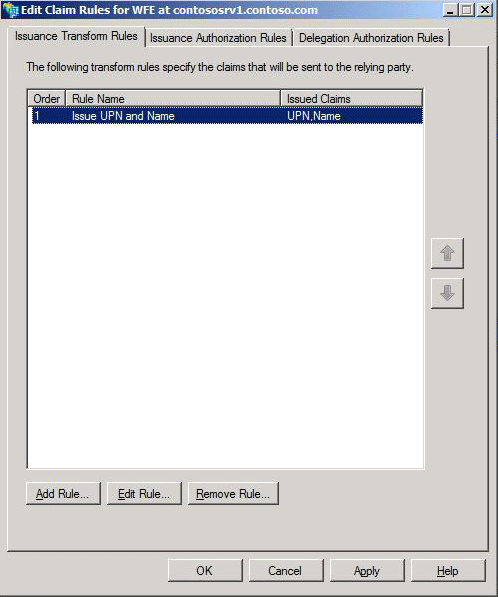 Edit Claim Rules for WFE at contososrv1.contoso.com
Issuance Transform Rules Issuance Authorization Rules Delegation Authorization Rules
The following transform rules specify the claims that will be sent to the relying party.
Order Rule Name Issued Claims
1 Issue UPN and Name UPN,Name
Add Rule... Edit Rule... Remove Rule...
OK Cancel Apply Help